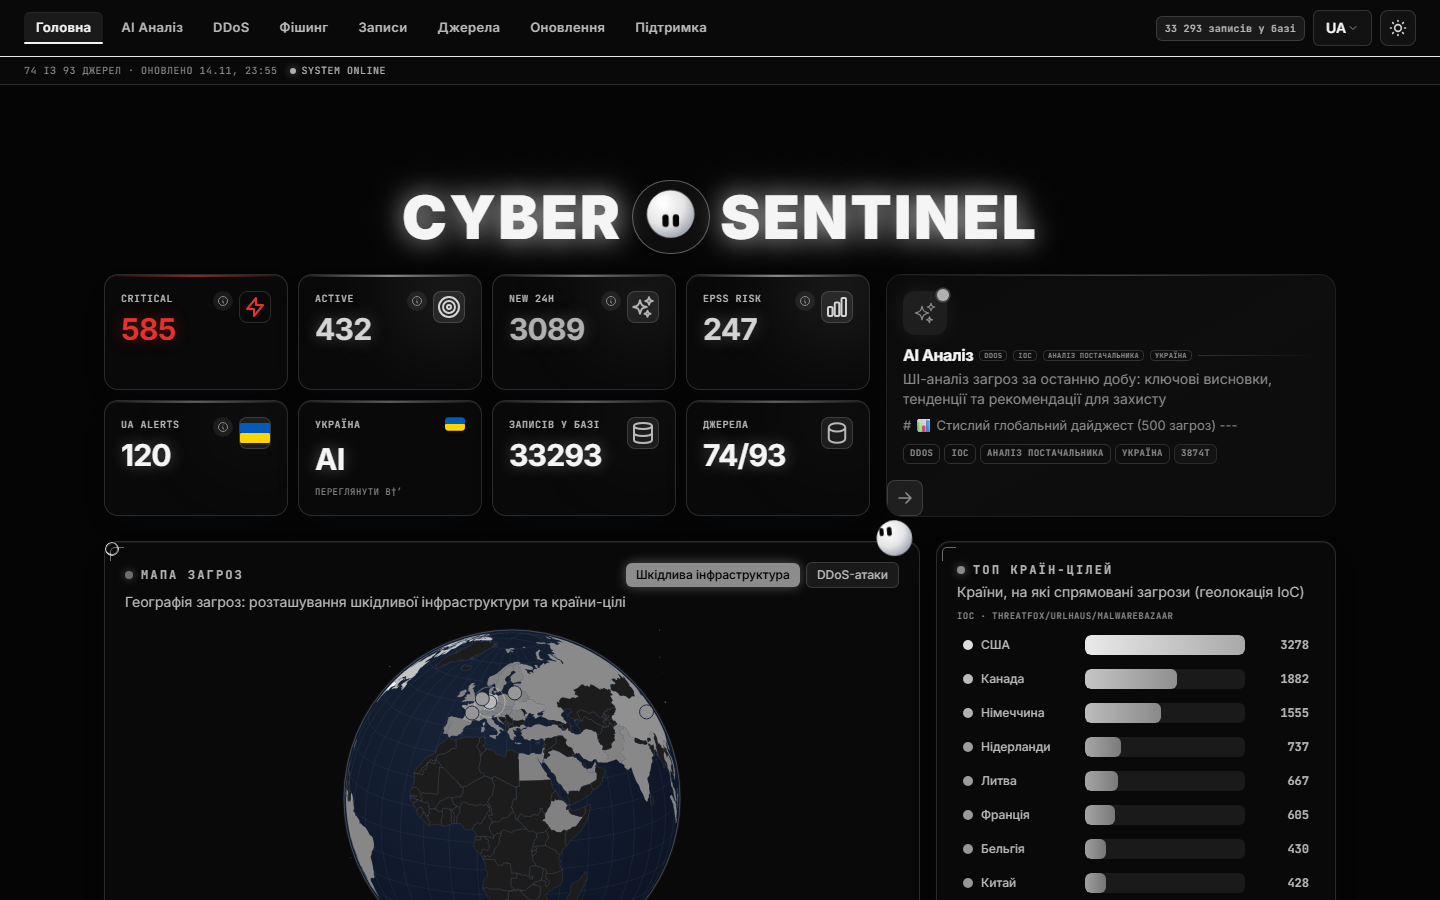 Головна AI Аналіз DDoS Фішинг Записи Джерела Оновлення Підтримка 33 293 записів у базі UA
74 ІЗ 93 ДЖЕРЕЛ · ОНОВЛЕНО 14.11, 23:55 SYSTEM ONLINE
CYBER SENTINEL
CRITICAL
585
ACTIVE
432
NEW 24H
3089
EPSS RISK
247
UA ALERTS
120
УКРАЇНА
AI
ПЕРЕГЛЯНУТИ В†’
ЗАПИСІВ У БАЗІ
33293
ДЖЕРЕЛА
74/93
AI Аналіз DDOS IOC АНАЛІЗ ПОСТАЧАЛЬНИКА УКРАЇНА
ШІ-аналіз загроз за останню добу: ключові висновки,
тенденції та рекомендації для захисту
# 📊 Стислий глобальний дайджест (500 загроз) ---
DDOS IOC АНАЛІЗ ПОСТАЧАЛЬНИКА УКРАЇНА 3874T
МАПА ЗАГРОЗ
Шкідлива інфраструктура DDoS-атаки
Географія загроз: розташування шкідливої інфраструктури та країни-цілі
ТОП КРАЇН-ЦІЛЕЙ
Країни, на які спрямовані загрози (геолокація IoC)
IOC · THREATFOX/URLHAUS/MALWAREBAZAAR
США 3278
Канада 1882
Німеччина 1555
Нідерланди 737
Литва 667
Франція 605
Бельгія 430
Китай 428